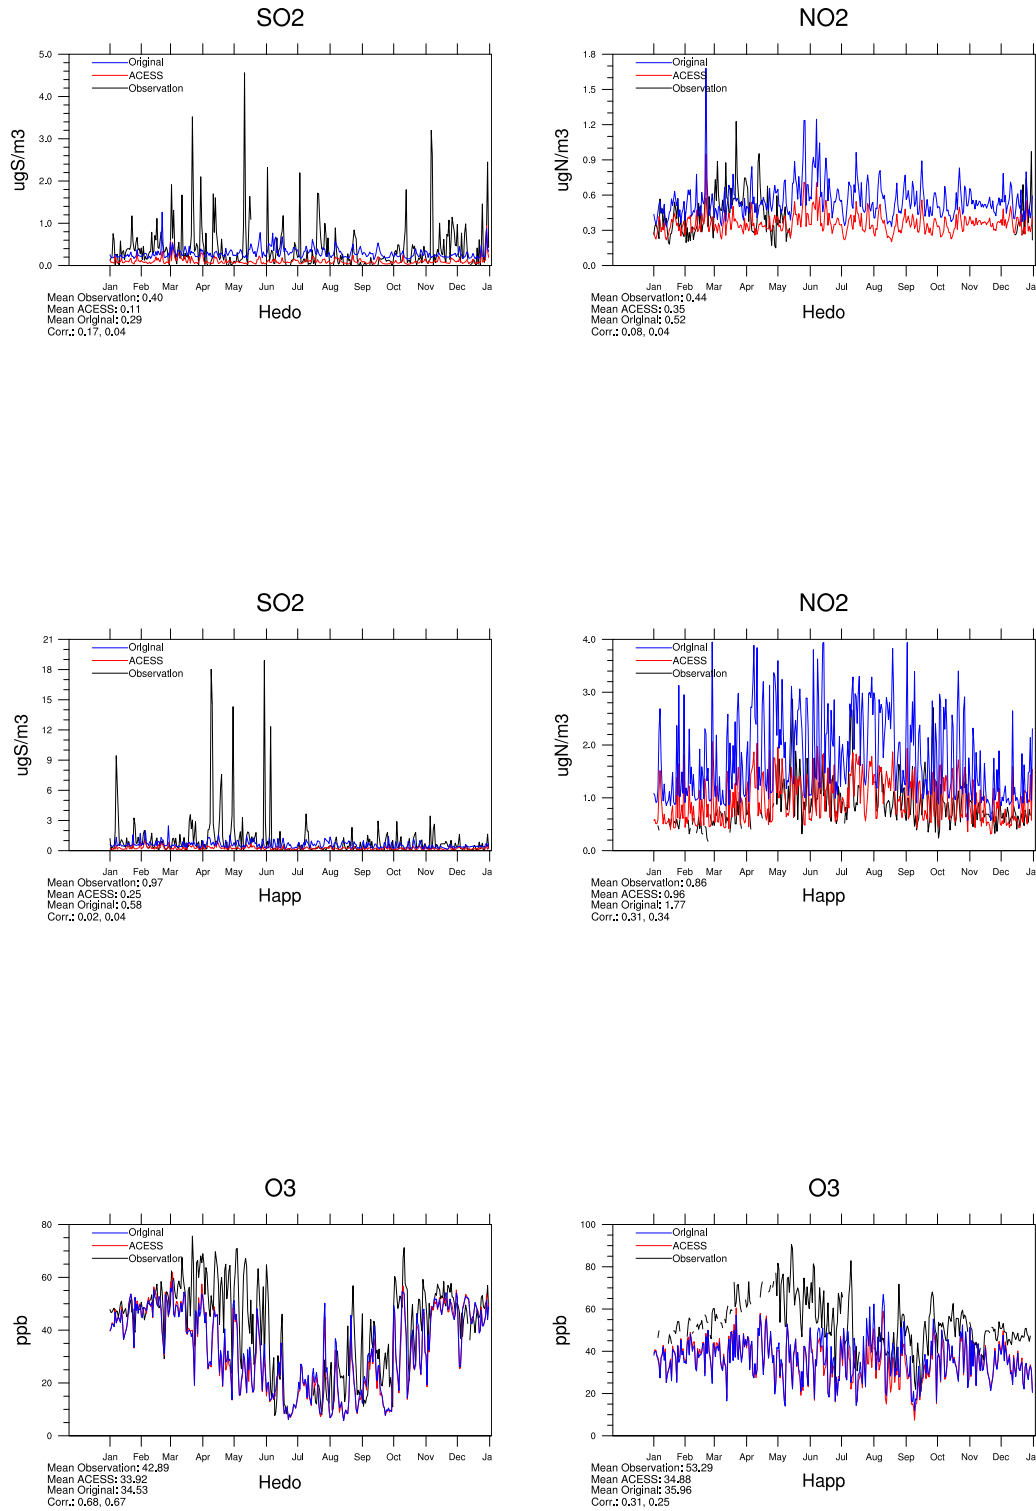 SO2
5.0
4.0
3.0
2.0
1.0
0.0
ugS/m3
Original
ACESS
Observation
Jan Feb Mar Apr May Jun Jul Aug Sep Oct Nov Dec Ja
Mean Observation: 0.40
Mean ACESS: 0.11
Mean Original: 0.29
Corr.: 0.17, 0.04
Hedo
NO2
1.8
1.5
1.2
0.9
0.6
0.3
0.0
ugN/m3
Original
ACESS
Observation
Jan Feb Mar Apr May Jun Jul Aug Sep Oct Nov Dec Ja
Mean Observation: 0.44
Mean ACESS: 0.35
Mean Original: 0.52
Corr.: 0.08, 0.04
Hedo
SO2
21
18
15
12
9
6
3
0
ugS/m3
Original
ACESS
Observation
Jan Feb Mar Apr May Jun Jul Aug Sep Oct Nov Dec Ja
Mean Observation: 0.97
Mean ACESS: 0.25
Mean Original: 0.58
Corr.: 0.02, 0.04
Happ
NO2
4.0
3.0
2.0
1.0
0.0
ugN/m3
Original
ACESS
Observation
Jan Feb Mar Apr May Jun Jul Aug Sep Oct Nov Dec Ja
Mean Observation: 0.86
Mean ACESS: 0.96
Mean Original: 1.77
Corr.: 0.31, 0.34
Happ
O3
80
60
40
20
0
ppb
Original
ACESS
Observation
Jan Feb Mar Apr May Jun Jul Aug Sep Oct Nov Dec Ja
Mean Observation: 42.89
Mean ACESS: 33.92
Mean Original: 34.53
Corr.: 0.68, 0.67
Hedo
O3
100
80
60
40
20
0
ppb
Original
ACESS
Observation
Jan Feb Mar Apr May Jun Jul Aug Sep Oct Nov Dec Ja
Mean Observation: 53.29
Mean ACESS: 34.88
Mean Original: 35.96
Corr.: 0.31, 0.25
Happ